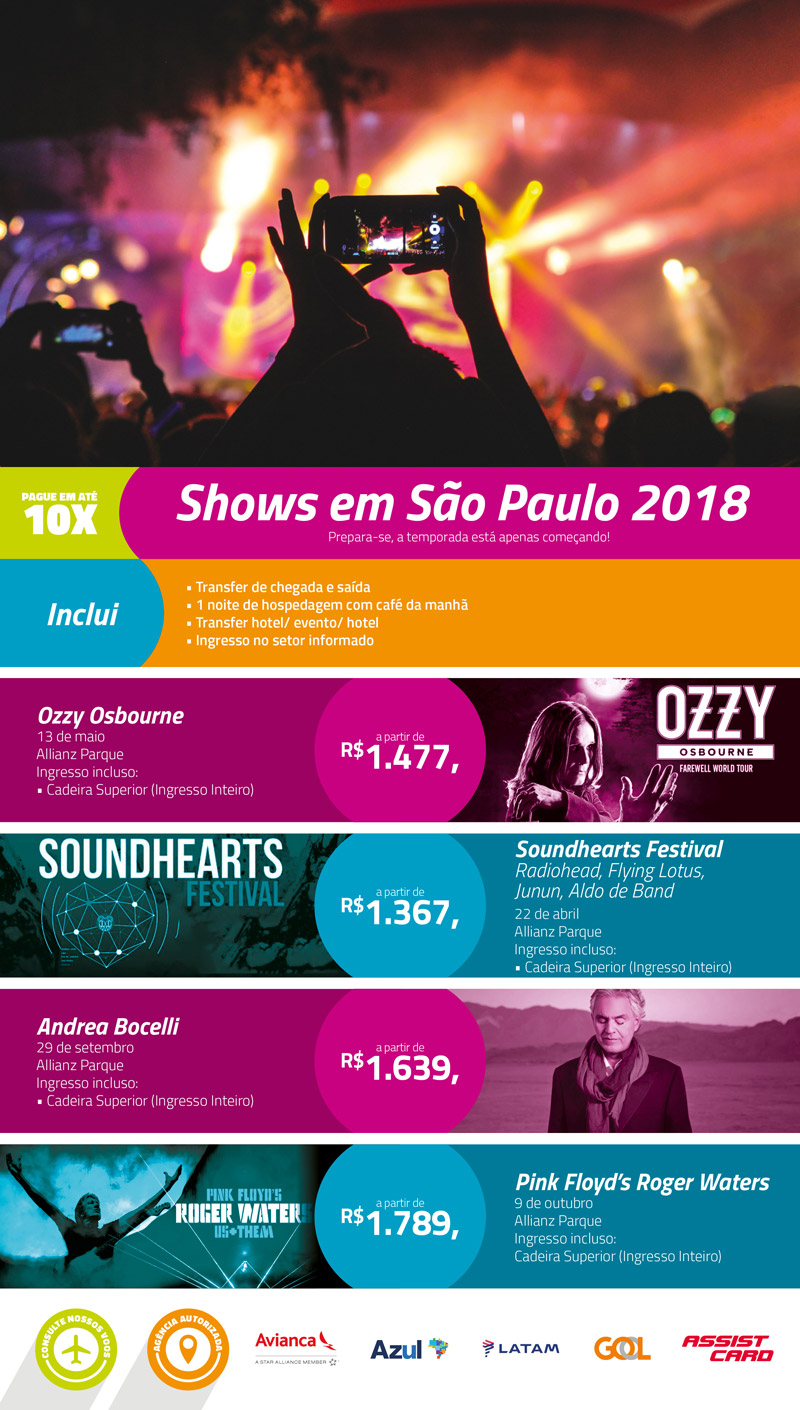 PAGUE EM ATÉ
10X
Shows em São Paulo 2018
Prepara-se, a temporada está apenas começando!
Inclui
• Transfer de chegada e saída
• 1 noite de hospedagem com café da manhã
• Transfer hotel/ evento/ hotel
• Ingresso no setor informado
Ozzy Osbourne
13 de maio
Allianz Parque
Ingresso incluso:
• Cadeira Superior (Ingresso Inteiro)
a partir de
R$1.477,
OZZY
OSBOURNE
FAREWELL WORLD TOUR
SOUNDHEARTS
FESTIVAL
a partir de
R$1.367,
Soundhearts Festival
Radiohead, Flying Lotus,
Junun, Aldo de Band
22 de abril
Allianz Parque
Ingresso incluso:
• Cadeira Superior (Ingresso Inteiro)
Andrea Bocelli
29 de setembro
Allianz Parque
Ingresso incluso:
• Cadeira Superior (Ingresso Inteiro)
a partir de
R$1.639,
PINK FLOYD'S
ROGER WATERS
US+THEM
a partir de
R$1.789,
Pink Floyd's Roger Waters
9 de outubro
Allianz Parque
Ingresso incluso:
Cadeira Superior (Ingresso Inteiro)
CONSULTE NOSSOS VOOS
AGÊNCIA AUTORIZADA
Avianca
A STAR ALLIANCE MEMBER
Azul
LATAM
GOL
ASSIST
CARD